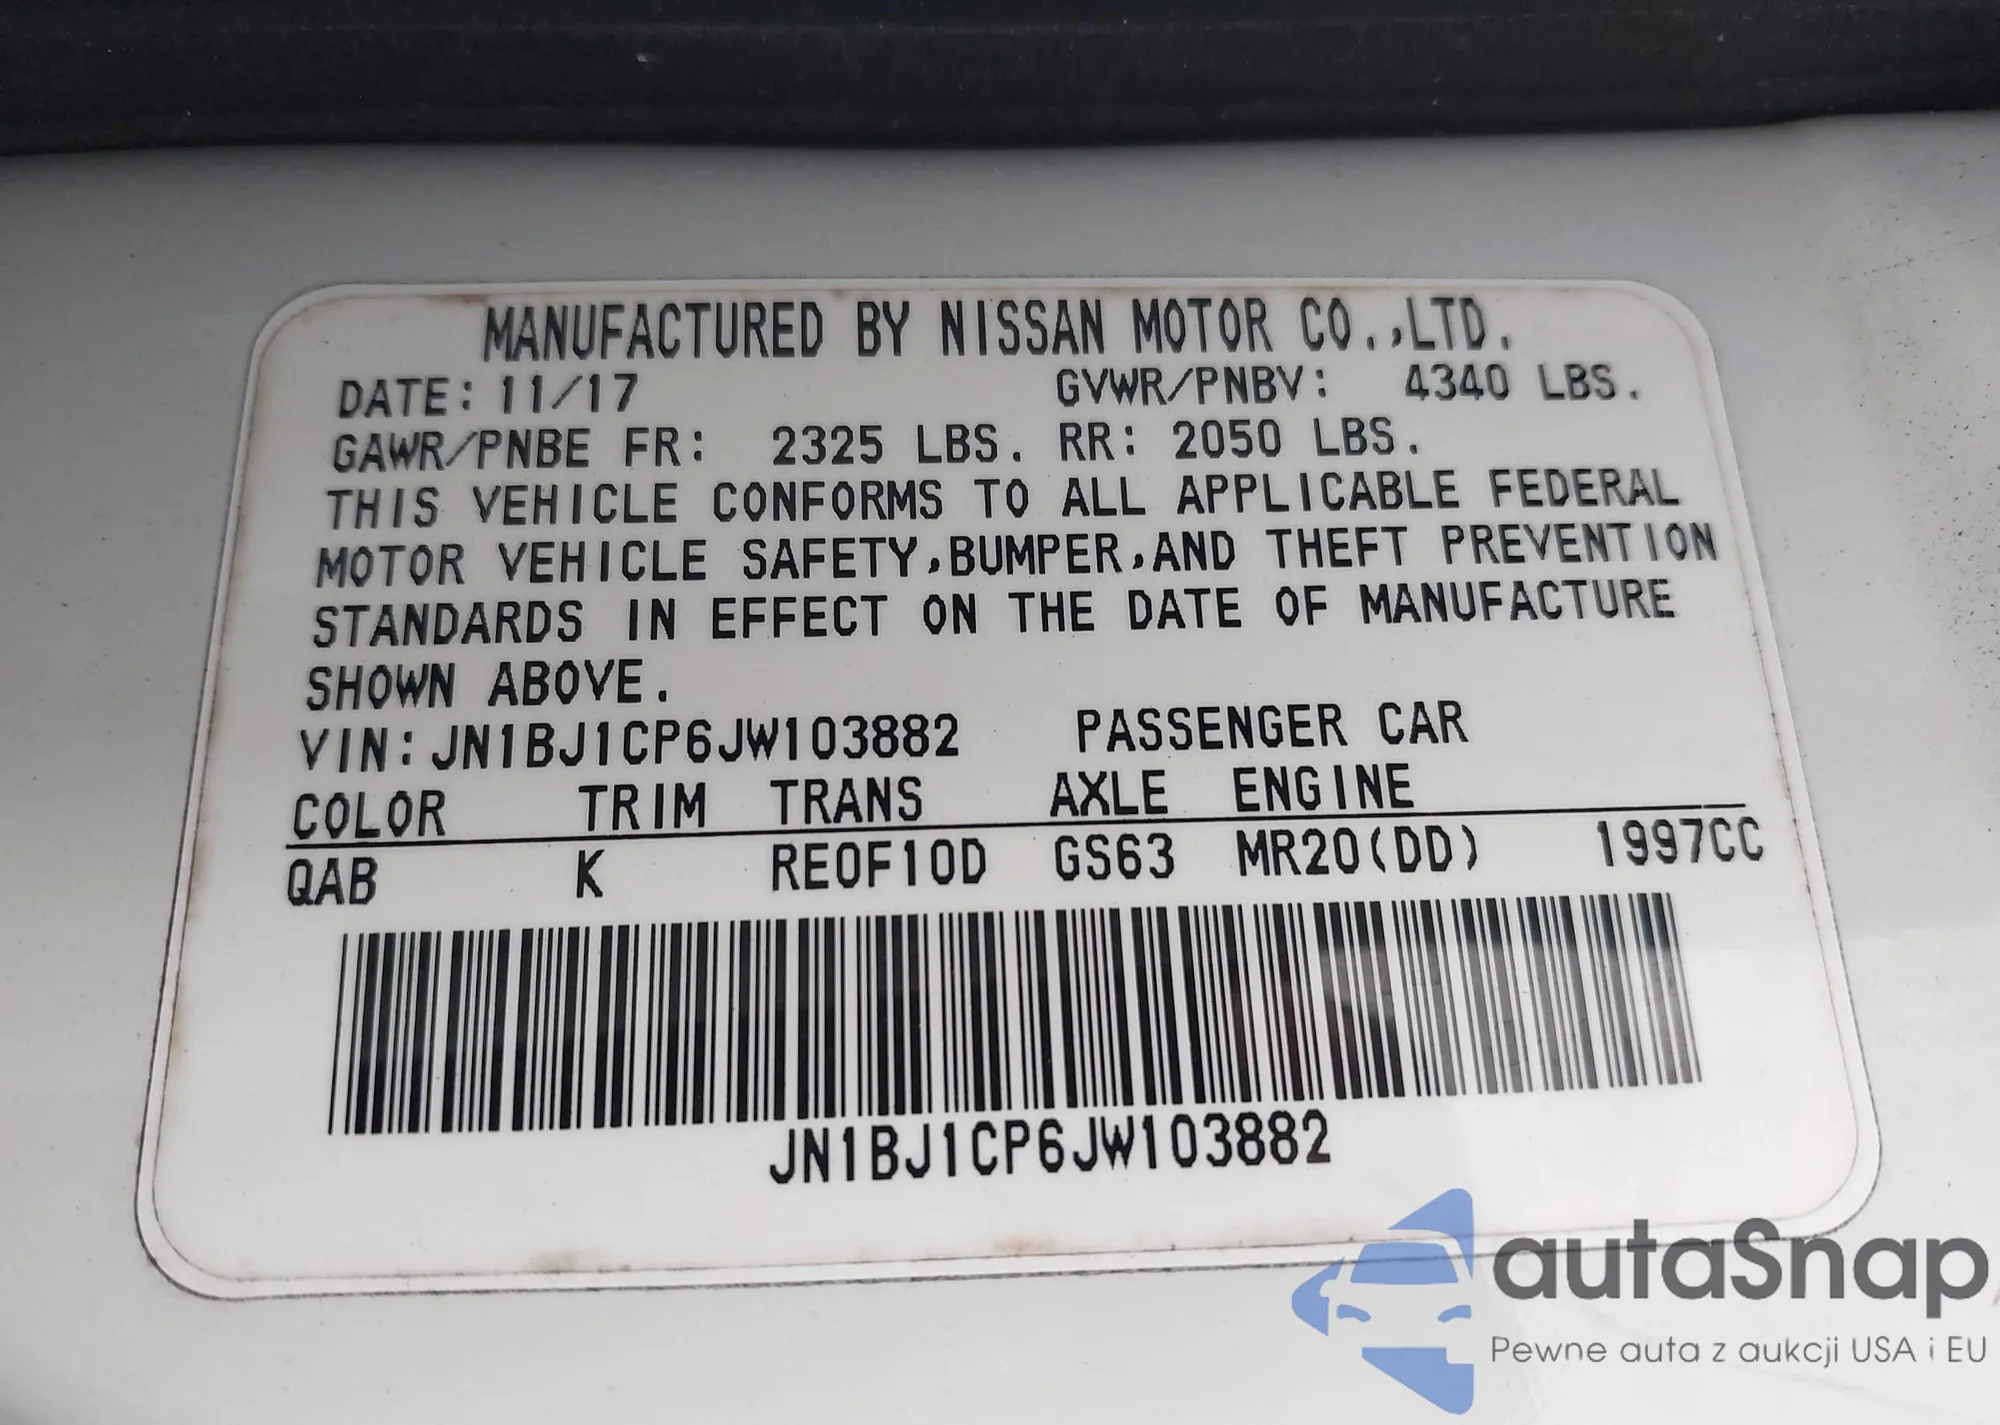 MANUFACTURED BY NISSAN MOTOR CO.,LTD.
DATE: 11/17 GVWR/PNBV: 4340 LBS.
GAWR/PNBE FR: 2325 LBS. RR: 2050 LBS.
THIS VEHICLE CONFORMS TO ALL APPLICABLE FEDERAL
MOTOR VEHICLE SAFETY,BUMPER,AND THEFT PREVENTION
STANDARDS IN EFFECT ON THE DATE OF MANUFACTURE
SHOWN ABOVE.
VIN:JN1BJ1CP6JW103882 PASSENGER CAR
COLOR TRIM TRANS AXLE ENGINE
QAB K RE0F10D GS63 MR20(DD) 1997CC
JN1BJ1CP6JW103882
autaSnap
Pewne auta z aukcji USA i EU